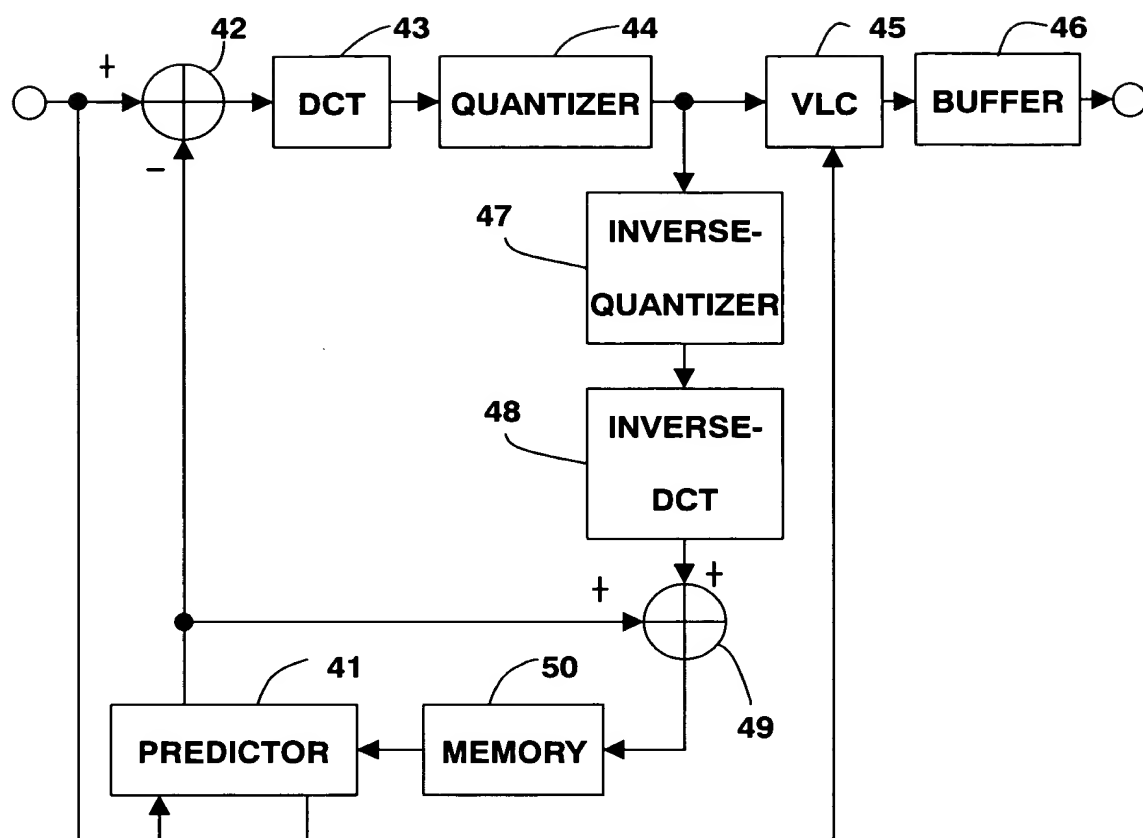 42 43 44 45 46
+
DCT QUANTIZER VLC BUFFER
−
47
INVERSE-
QUANTIZER
48
INVERSE-
DCT
+ +
41 50 49
PREDICTOR MEMORY